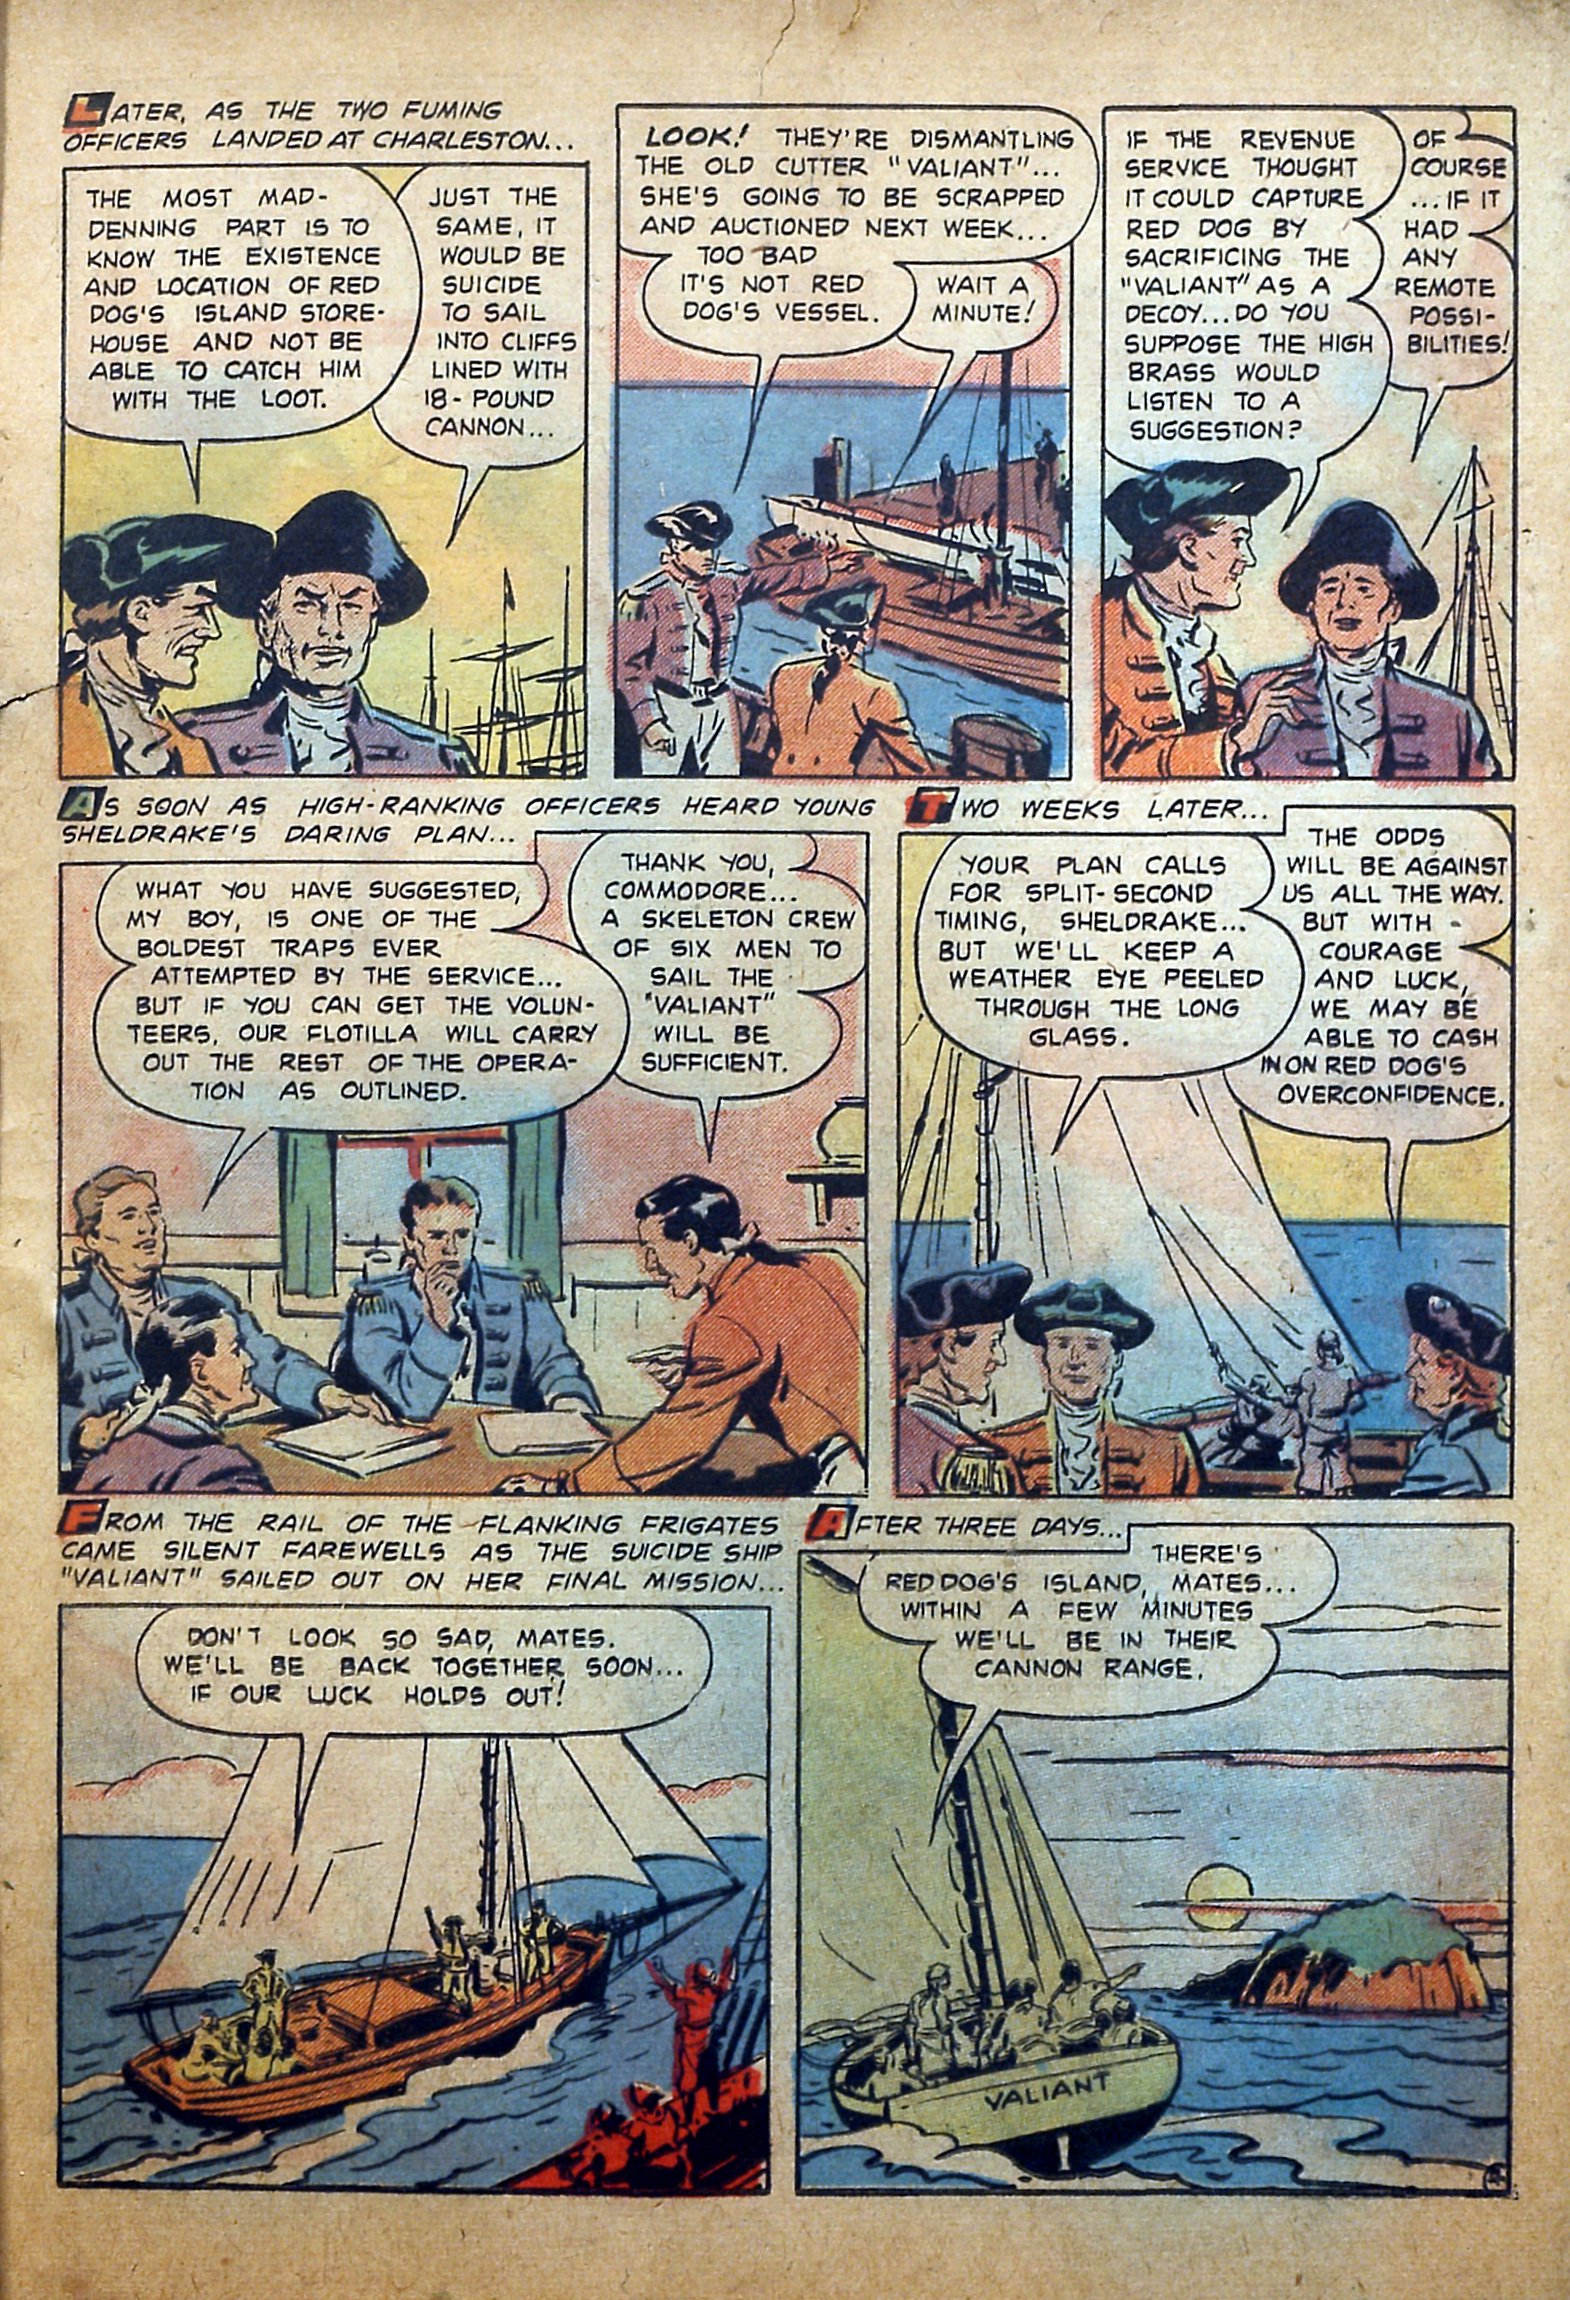 LATER, AS THE TWO FUMING
OFFICERS LANDED AT CHARLESTON...
THE MOST MAD-
DENNING PART IS TO
KNOW THE EXISTENCE
AND LOCATION OF RED
DOG'S ISLAND STORE-
HOUSE AND NOT BE
ABLE TO CATCH HIM
WITH THE LOOT.
JUST THE
SAME, IT
WOULD BE
SUICIDE
TO SAIL
INTO CLIFFS
LINED WITH
18-POUND
CANNON...
LOOK! THEY'RE DISMANTLING
THE OLD CUTTER "VALIANT"...
SHE'S GOING TO BE SCRAPPED
AND AUCTIONED NEXT WEEK...
TOO BAD
IT'S NOT RED
DOG'S VESSEL.
WAIT A
MINUTE!
IF THE REVENUE
SERVICE THOUGHT
IT COULD CAPTURE
RED DOG BY
SACRIFICING THE
"VALIANT" AS A
DECOY...DO YOU
SUPPOSE THE HIGH
BRASS WOULD
LISTEN TO A
SUGGESTION?
OF
COURSE
...IF IT
HAD
ANY
REMOTE
POSSI-
BILITIES!
AS SOON AS HIGH-RANKING OFFICERS HEARD YOUNG
SHELDRAKE'S DARING PLAN...
WHAT YOU HAVE SUGGESTED,
MY BOY, IS ONE OF THE
BOLDEST TRAPS EVER
ATTEMPTED BY THE SERVICE...
BUT IF YOU CAN GET THE VOLUN-
TEERS, OUR FLOTILLA WILL CARRY
OUT THE REST OF THE OPERA-
TION AS OUTLINED.
THANK YOU,
COMMODORE...
A SKELETON CREW
OF SIX MEN TO
SAIL THE
"VALIANT"
WILL BE
SUFFICIENT.
TWO WEEKS LATER...
YOUR PLAN CALLS
FOR SPLIT-SECOND
TIMING, SHELDRAKE...
BUT WE'LL KEEP A
WEATHER EYE PEELED
THROUGH THE LONG
GLASS.
THE ODDS
WILL BE AGAINST
US ALL THE WAY.
BUT WITH
COURAGE
AND LUCK,
WE MAY BE
ABLE TO CASH
IN ON RED DOG'S
OVERCONFIDENCE.
FROM THE RAIL OF THE FLANKING FRIGATES
CAME SILENT FAREWELLS AS THE SUICIDE SHIP
"VALIANT" SAILED OUT ON HER FINAL MISSION...
DON'T LOOK SO SAD, MATES.
WE'LL BE BACK TOGETHER SOON...
IF OUR LUCK HOLDS OUT!
AFTER THREE DAYS...
THERE'S
RED DOG'S ISLAND, MATES...
WITHIN A FEW MINUTES
WE'LL BE IN THEIR
CANNON RANGE.
VALIANT